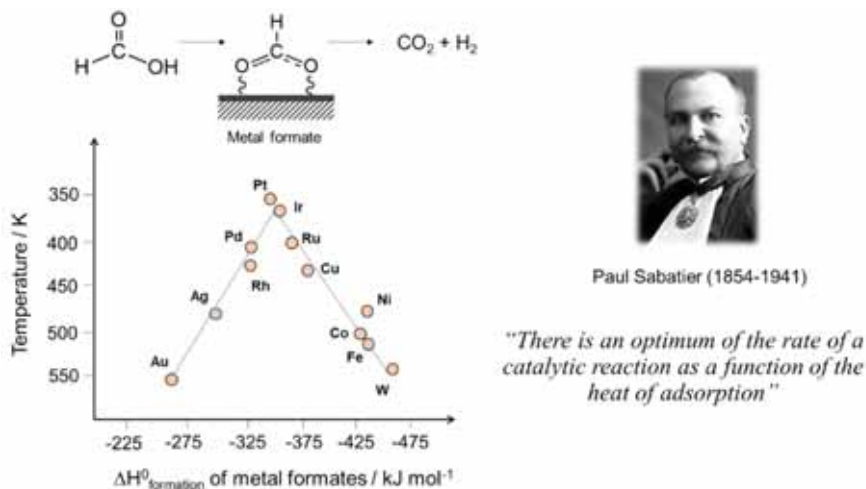 O
H C OH
H
O C O
CO2 + H2
Metal formate
Temperature / K
350
400
450
500
550
Pt
Ir
Pd
Ru
Rh
Cu
Ag
Ni
Co
Fe
Au
W
-225 -275 -325 -375 -425 -475
ΔH⁰formation of metal formates / kJ mol⁻¹
Paul Sabatier (1854-1941)
“There is an optimum of the rate of a
catalytic reaction as a function of the
heat of adsorption”